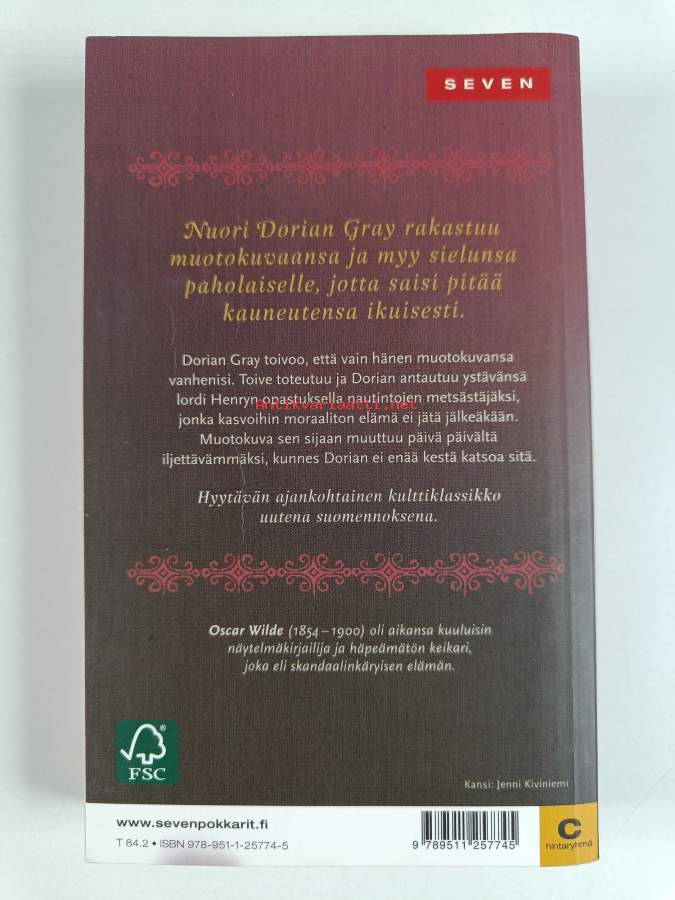 SEVEN
Nuori Dorian Gray rakastuu
muotokuvaansa ja myy sielunsa
paholaiselle, jotta saisi pitää
kauneutensa ikuisesti.
Dorian Gray toivoo, että vain hänen muotokuvansa
vanhenisi. Toive toteutuu ja Dorian antautuu ystävänsä
lordi Henryn opastuksella nautintojen metsästäjäksi,
Antikvariaatti.net
jonka kasvoihin moraaliton elämä ei jätä jälkeäkään.
Muotokuva sen sijaan muuttuu päivä päivältä
iljettävämmäksi, kunnes Dorian ei enää kestä katsoa sitä.
Hyytävän ajankohtainen kulttiklassikko
uutena suomennoksena.
Oscar Wilde (1854–1900) oli aikansa kuuluisin
näytelmäkirjailija ja häpeämätön keikari,
joka eli skandaalinkäryisen elämän.
®
FSC
Kansi: Jenni Kiviniemi
www.sevenpokkarit.fi
T 84.2 • ISBN 978-951-1-25774-5
9 789511 257745
C
hintaryhmä